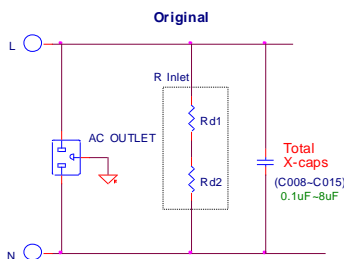 Original
L
R Inlet
Rd1
AC OUTLET
Total
X-caps
Rd2
(C008~C015)
0.1uF~8uF
N